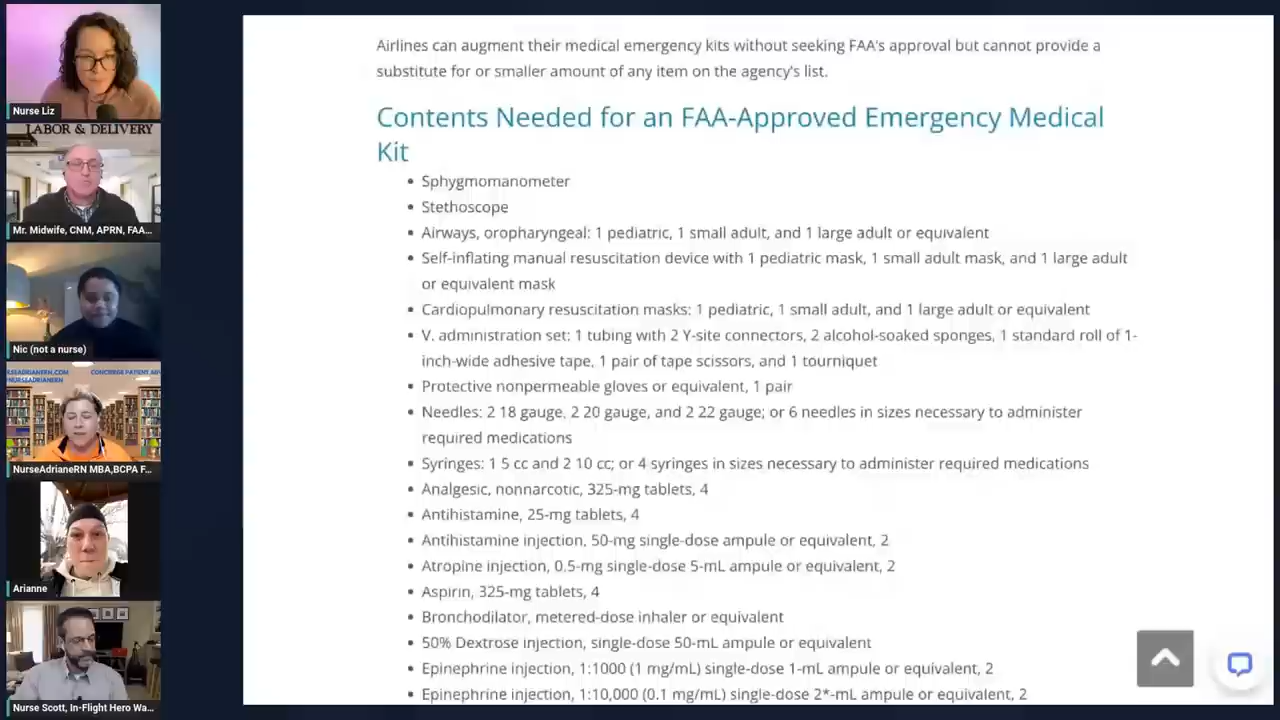 Nurse Liz
LABOR & DELIVERY
Mr. Midwife, CNM, APRN, FAA...
Nic (not a nurse)
RSEADRIANERN.COM
CONCIERGE PATIENT
NURSEADRIANERN
NurseAdrianeRN MBA,BCPA F...
Arianne
Nurse Scott, In-Flight Hero Wa...
Airlines can augment their medical emergency kits without seeking FAA's approval but cannot provide a
substitute for or smaller amount of any item on the agency's list.
Contents Needed for an FAA-Approved Emergency Medical
Kit
• Sphygmomanometer
• Stethoscope
• Airways, oropharyngeal: 1 pediatric, 1 small adult, and 1 large adult or equivalent
• Self-inflating manual resuscitation device with 1 pediatric mask, 1 small adult mask, and 1 large adult
or equivalent mask
• Cardiopulmonary resuscitation masks: 1 pediatric, 1 small adult, and 1 large adult or equivalent
• V. administration set: 1 tubing with 2 Y-site connectors, 2 alcohol-soaked sponges, 1 standard roll of 1-
inch-wide adhesive tape, 1 pair of tape scissors, and 1 tourniquet
• Protective nonpermeable gloves or equivalent, 1 pair
• Needles: 2 18 gauge, 2 20 gauge, and 2 22 gauge; or 6 needles in sizes necessary to administer
required medications
• Syringes: 1 5 cc and 2 10 cc; or 4 syringes in sizes necessary to administer required medications
• Analgesic, nonnarcotic, 325-mg tablets, 4
• Antihistamine, 25-mg tablets, 4
• Antihistamine injection, 50-mg single-dose ampule or equivalent, 2
• Atropine injection, 0.5-mg single-dose 5-mL ampule or equivalent, 2
• Aspirin, 325-mg tablets, 4
• Bronchodilator, metered-dose inhaler or equivalent
• 50% Dextrose injection, single-dose 50-mL ampule or equivalent
• Epinephrine injection, 1:1000 (1 mg/mL) single-dose 1-mL ampule or equivalent, 2
• Epinephrine injection, 1:10,000 (0.1 mg/mL) single-dose 2*-mL ampule or equivalent, 2